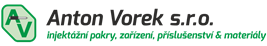 AV
Anton Vorek s.r.o.
injektážní pakry, zařízení, příslušenství & materiály